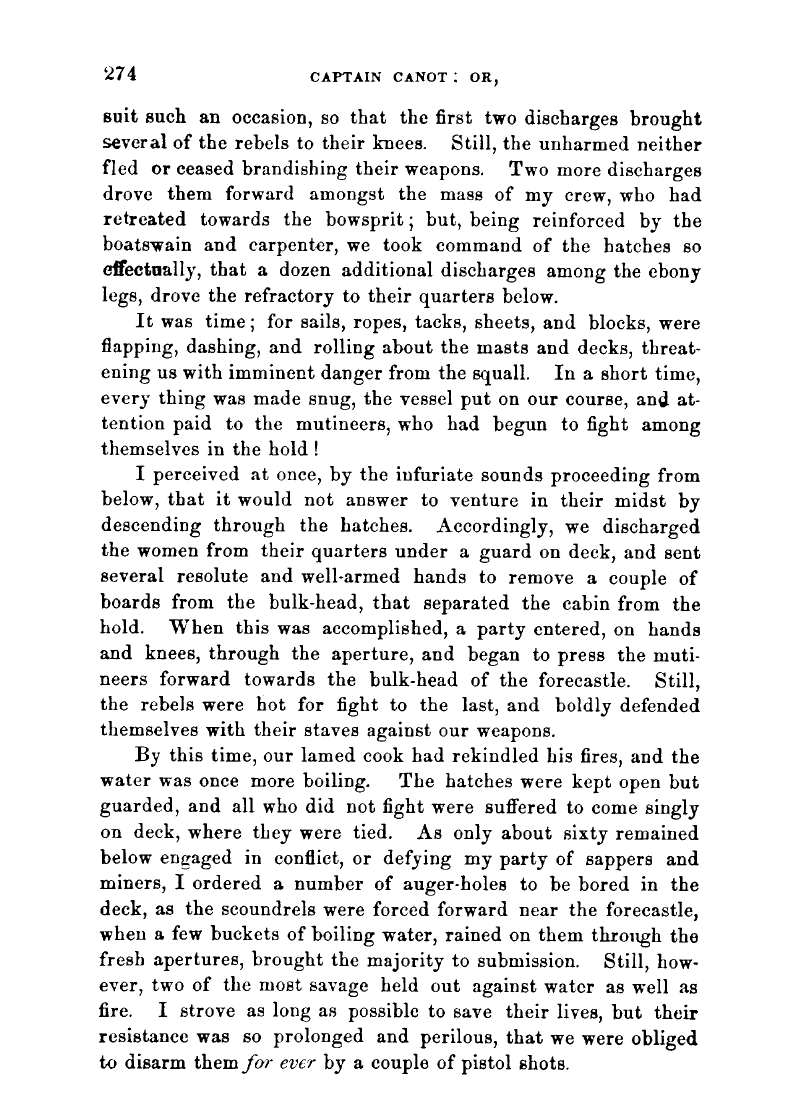 274 CAPTAIN CANOT: OR,
suit such an occasion, so that the first two discharges brought
several of the rebels to their knees. Still, the unharmed neither
fled or ceased brandishing their weapons. Two more discharges
drove them forward amongst the mass of my crew, who had
retreated towards the bowsprit; but, being reinforced by the
boatswain and carpenter, we took command of the hatches so
effectually, that a dozen additional discharges among the ebony
legs, drove the refractory to their quarters below.
It was time; for sails, ropes, tacks, sheets, and blocks, were
flapping, dashing, and rolling about the masts and decks, threat-
ening us with imminent danger from the squall. In a short time,
every thing was made snug, the vessel put on our course, and at-
tention paid to the mutineers, who had begun to fight among
themselves in the hold!
I perceived at once, by the infuriate sounds proceeding from
below, that it would not answer to venture in their midst by
descending through the hatches. Accordingly, we discharged
the women from their quarters under a guard on deck, and sent
several resolute and well-armed hands to remove a couple of
boards from the bulk-head, that separated the cabin from the
hold. When this was accomplished, a party entered, on hands
and knees, through the aperture, and began to press the muti-
neers forward towards the bulk-head of the forecastle. Still,
the rebels were hot for fight to the last, and boldly defended
themselves with their staves against our weapons.
By this time, our lamed cook had rekindled his fires, and the
water was once more boiling. The hatches were kept open but
guarded, and all who did not fight were suffered to come singly
on deck, where they were tied. As only about sixty remained
below engaged in conflict, or defying my party of sappers and
miners, I ordered a number of auger-holes to be bored in the
deck, as the scoundrels were forced forward near the forecastle,
when a few buckets of boiling water, rained on them through the
fresh apertures, brought the majority to submission. Still, how-
ever, two of the most savage held out against water as well as
fire. I strove as long as possible to save their lives, but their
resistance was so prolonged and perilous, that we were obliged
to disarm them for ever by a couple of pistol shots.